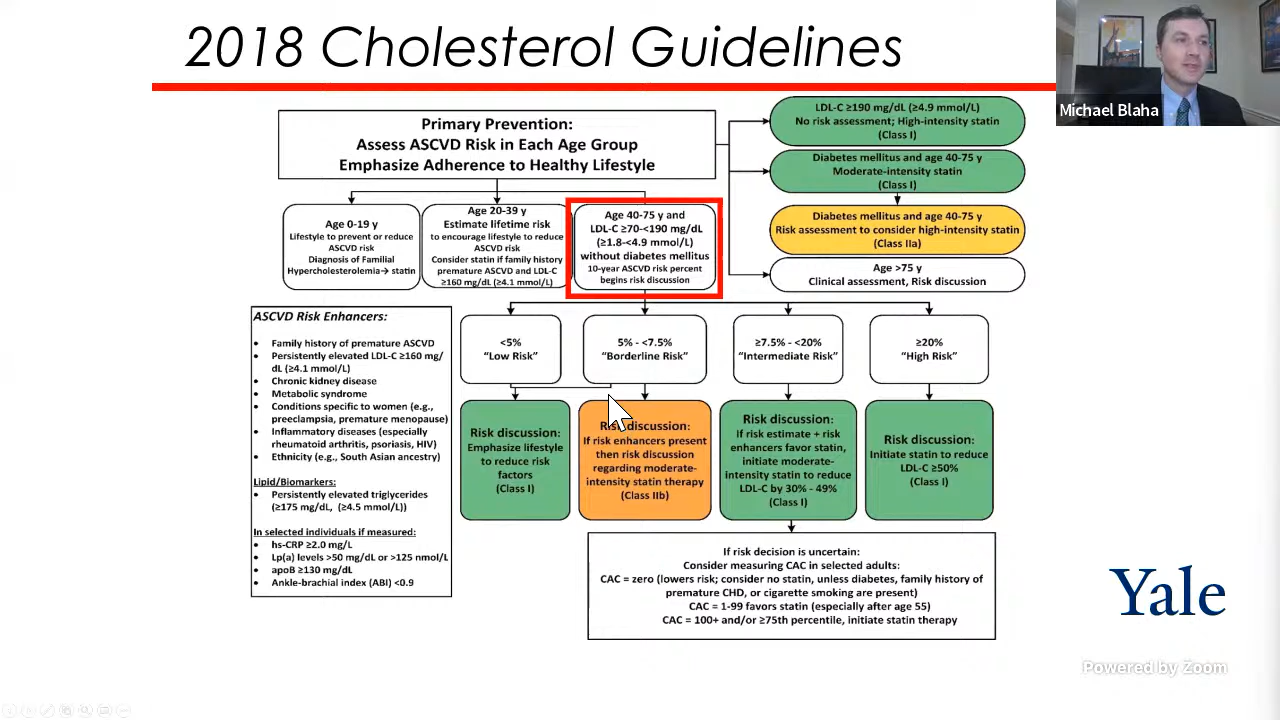 2018 Cholesterol Guidelines
Michael Blaha
Primary Prevention:
Assess ASCVD Risk in Each Age Group
Emphasize Adherence to Healthy Lifestyle
LDL-C ≥190 mg/dL (≥4.9 mmol/L)
No risk assessment; High-intensity statin
(Class I)
Diabetes mellitus and age 40-75 y
Moderate-intensity statin
(Class I)
Diabetes mellitus and age 40-75 y
Risk assessment to consider high-intensity statin
(Class IIa)
Age >75 y
Clinical assessment, Risk discussion
Age 0-19 y
Lifestyle to prevent or reduce
ASCVD risk
Diagnosis of Familial
Hypercholesterolemia→ statin
Age 20-39 y
Estimate lifetime risk
to encourage lifestyle to reduce
ASCVD risk
Consider statin if family history
premature ASCVD and LDL-C
≥160 mg/dL (≥4.1 mmol/L)
Age 40-75 y and
LDL-C ≥70-<190 mg/dL
(≥1.8-<4.9 mmol/L)
without diabetes mellitus
10-year ASCVD risk percent
begins risk discussion
ASCVD Risk Enhancers:
• Family history of premature ASCVD
• Persistently elevated LDL-C ≥160 mg/
dL (≥4.1 mmol/L)
• Chronic kidney disease
• Metabolic syndrome
• Conditions specific to women (e.g.,
preeclampsia, premature menopause)
• Inflammatory diseases (especially
rheumatoid arthritis, psoriasis, HIV)
• Ethnicity (e.g., South Asian ancestry)
Lipid/Biomarkers:
• Persistently elevated triglycerides
(≥175 mg/dL, (≥4.5 mmol/L))
In selected individuals if measured:
• hs-CRP ≥2.0 mg/L
• Lp(a) levels >50 mg/dL or >125 nmol/L
• apoB ≥130 mg/dL
• Ankle-brachial index (ABI) <0.9
<5%
“Low Risk”
5% - <7.5%
“Borderline Risk”
≥7.5% - <20%
“Intermediate Risk”
≥20%
“High Risk”
Risk discussion:
Emphasize lifestyle
to reduce risk
factors
(Class I)
discussion:
If risk enhancers present
then risk discussion
regarding moderate-
intensity statin therapy
(Class IIb)
Risk discussion:
If risk estimate + risk
enhancers favor statin,
initiate moderate-
intensity statin to reduce
LDL-C by 30% - 49%
(Class I)
Risk discussion:
Initiate statin to reduce
LDL-C ≥50%
(Class I)
If risk decision is uncertain:
Consider measuring CAC in selected adults:
CAC = zero (lowers risk; consider no statin, unless diabetes, family history of
premature CHD, or cigarette smoking are present)
CAC = 1-99 favors statin (especially after age 55)
CAC = 100+ and/or ≥75th percentile, initiate statin therapy
Yale
Powered by Zoom